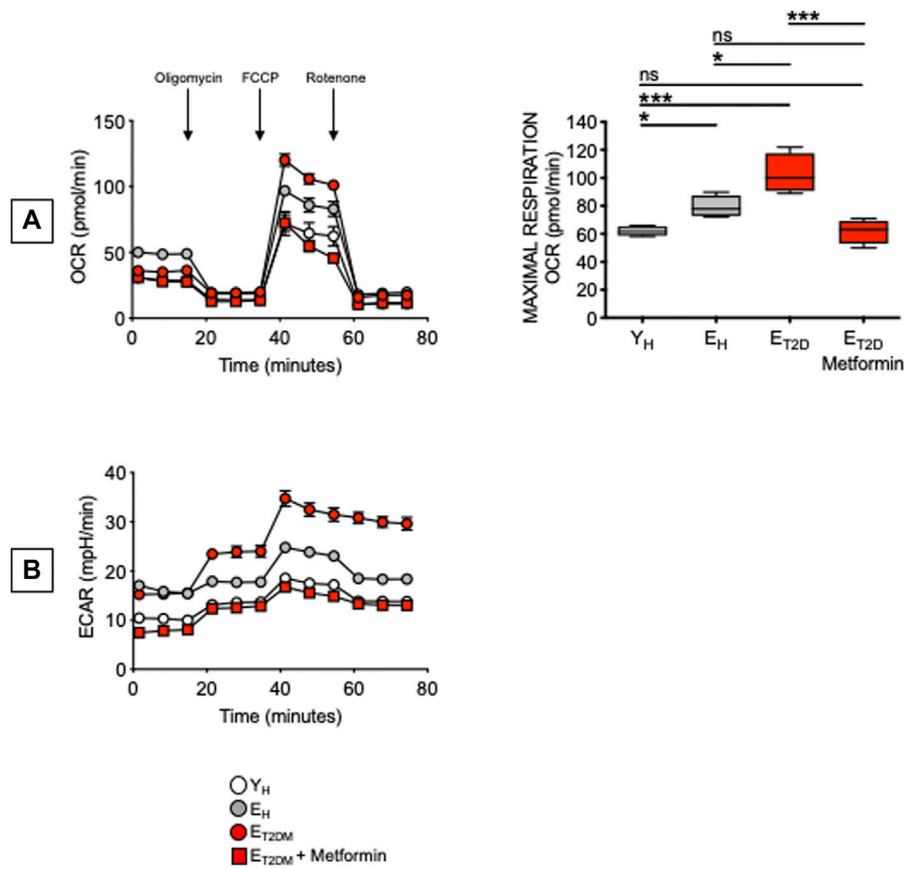 A
Oligomycin FCCP Rotenone
150
100
50
0
OCR (pmol/min)
0 20 40 60 80
Time (minutes)
***
ns
*
ns
***
*
140
120
100
80
60
40
20
0
MAXIMAL RESPIRATION
OCR (pmol/min)
YH EH ET2D ET2D
Metformin
B
40
30
20
10
0
ECAR (mpH/min)
0 20 40 60 80
Time (minutes)
YH
EH
ET2DM
ET2DM + Metformin